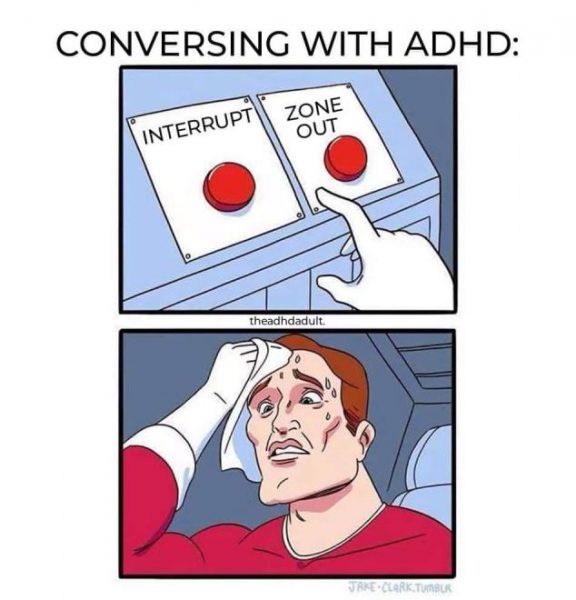 CONVERSING WITH ADHD:
INTERRUPT
ZONE
OUT
theadhdadult.
JAKE-CLARK.TUMBLR